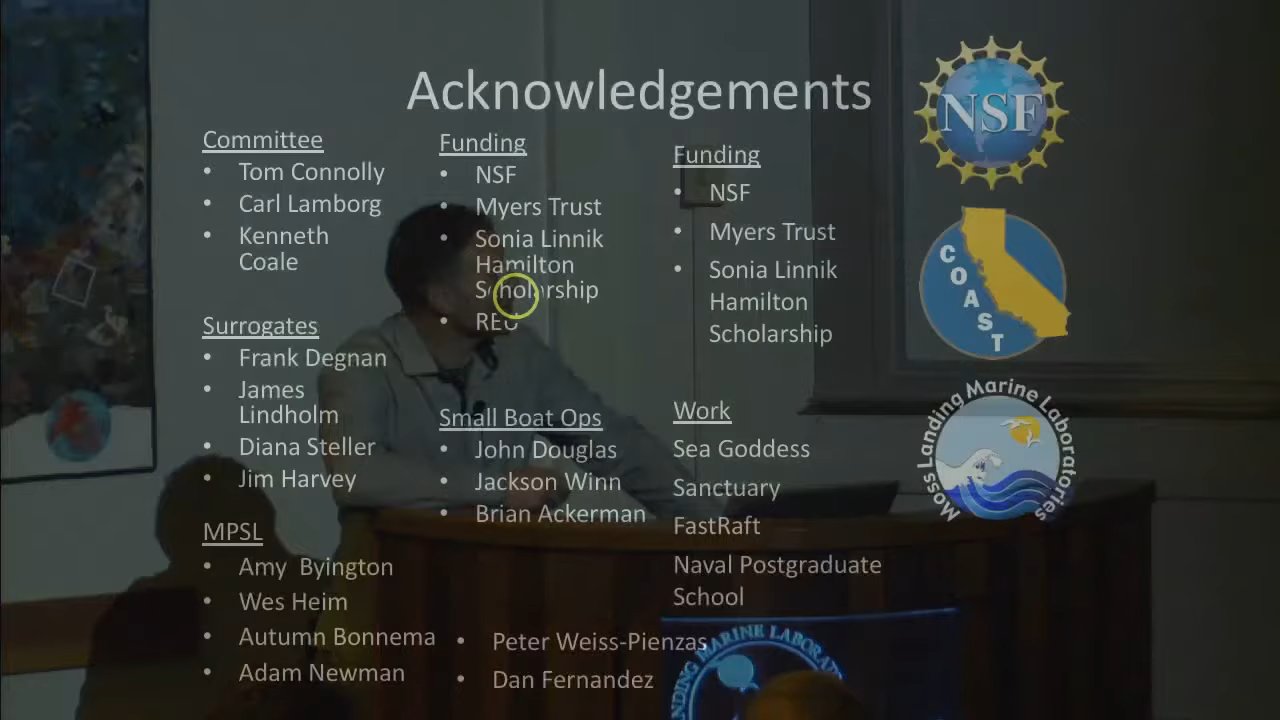 Acknowledgements
Committee
• Tom Connolly
• Carl Lamborg
• Kenneth
Coale
Surrogates
• Frank Degnan
• James
Lindholm
• Diana Steller
• Jim Harvey
MPSL
• Amy Byington
• Wes Heim
• Autumn Bonnema
• Adam Newman
Funding
• NSF
• Myers Trust
• Sonia Linnik
Hamilton
Scholarship
• REU
Small Boat Ops
• John Douglas
• Jackson Winn
• Brian Ackerman
• Peter Weiss-Pienzas
• Dan Fernandez
Funding
• NSF
• Myers Trust
• Sonia Linnik
Hamilton
Scholarship
Work
Sea Goddess
Sanctuary
FastRaft
Naval Postgraduate
School
NSF
COAST
Moss Landing Marine Laboratories
MARINE